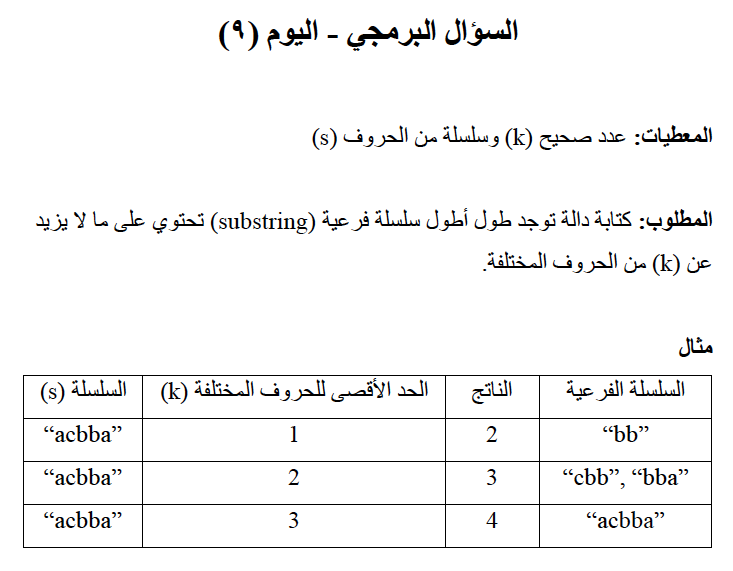 السؤال البرمجي - اليوم (٩)
المعطيات: عدد صحيح (k) وسلسلة من الحروف (s)
المطلوب: كتابة دالة توجد طول أطول سلسلة فرعية (substring) تحتوي على ما لا يزيد
عن (k) من الحروف المختلفة.
مثال
السلسلة الفرعية الناتج الحد الأقصى للحروف المختلفة (k) السلسلة (s)
“bb” 2 1 “acbba”
“cbb”, “bba” 3 2 “acbba”
“acbba” 4 3 “acbba”